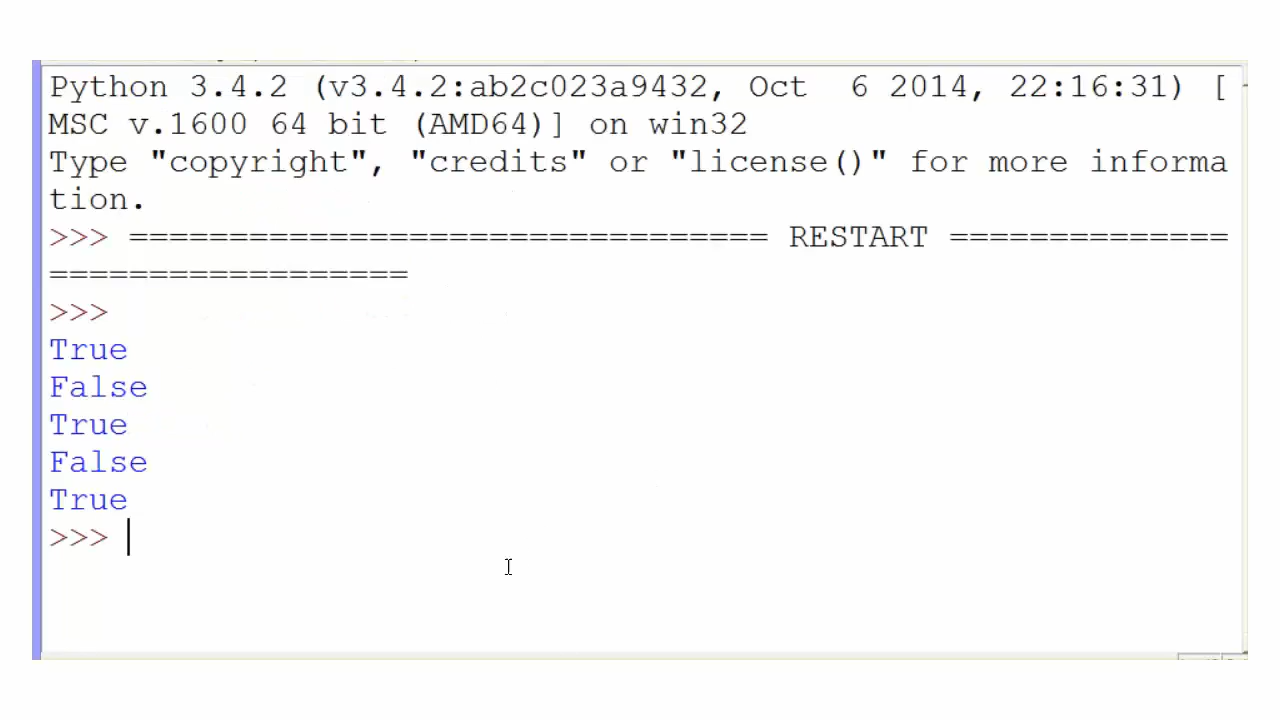 Python 3.4.2 (v3.4.2:ab2c023a9432, Oct  6 2014, 22:16:31) [
MSC v.1600 64 bit (AMD64)] on win32
Type "copyright", "credits" or "license()" for more informa
tion.
>>> ================================ RESTART ==============
==================
>>>
True
False
True
False
True
>>>